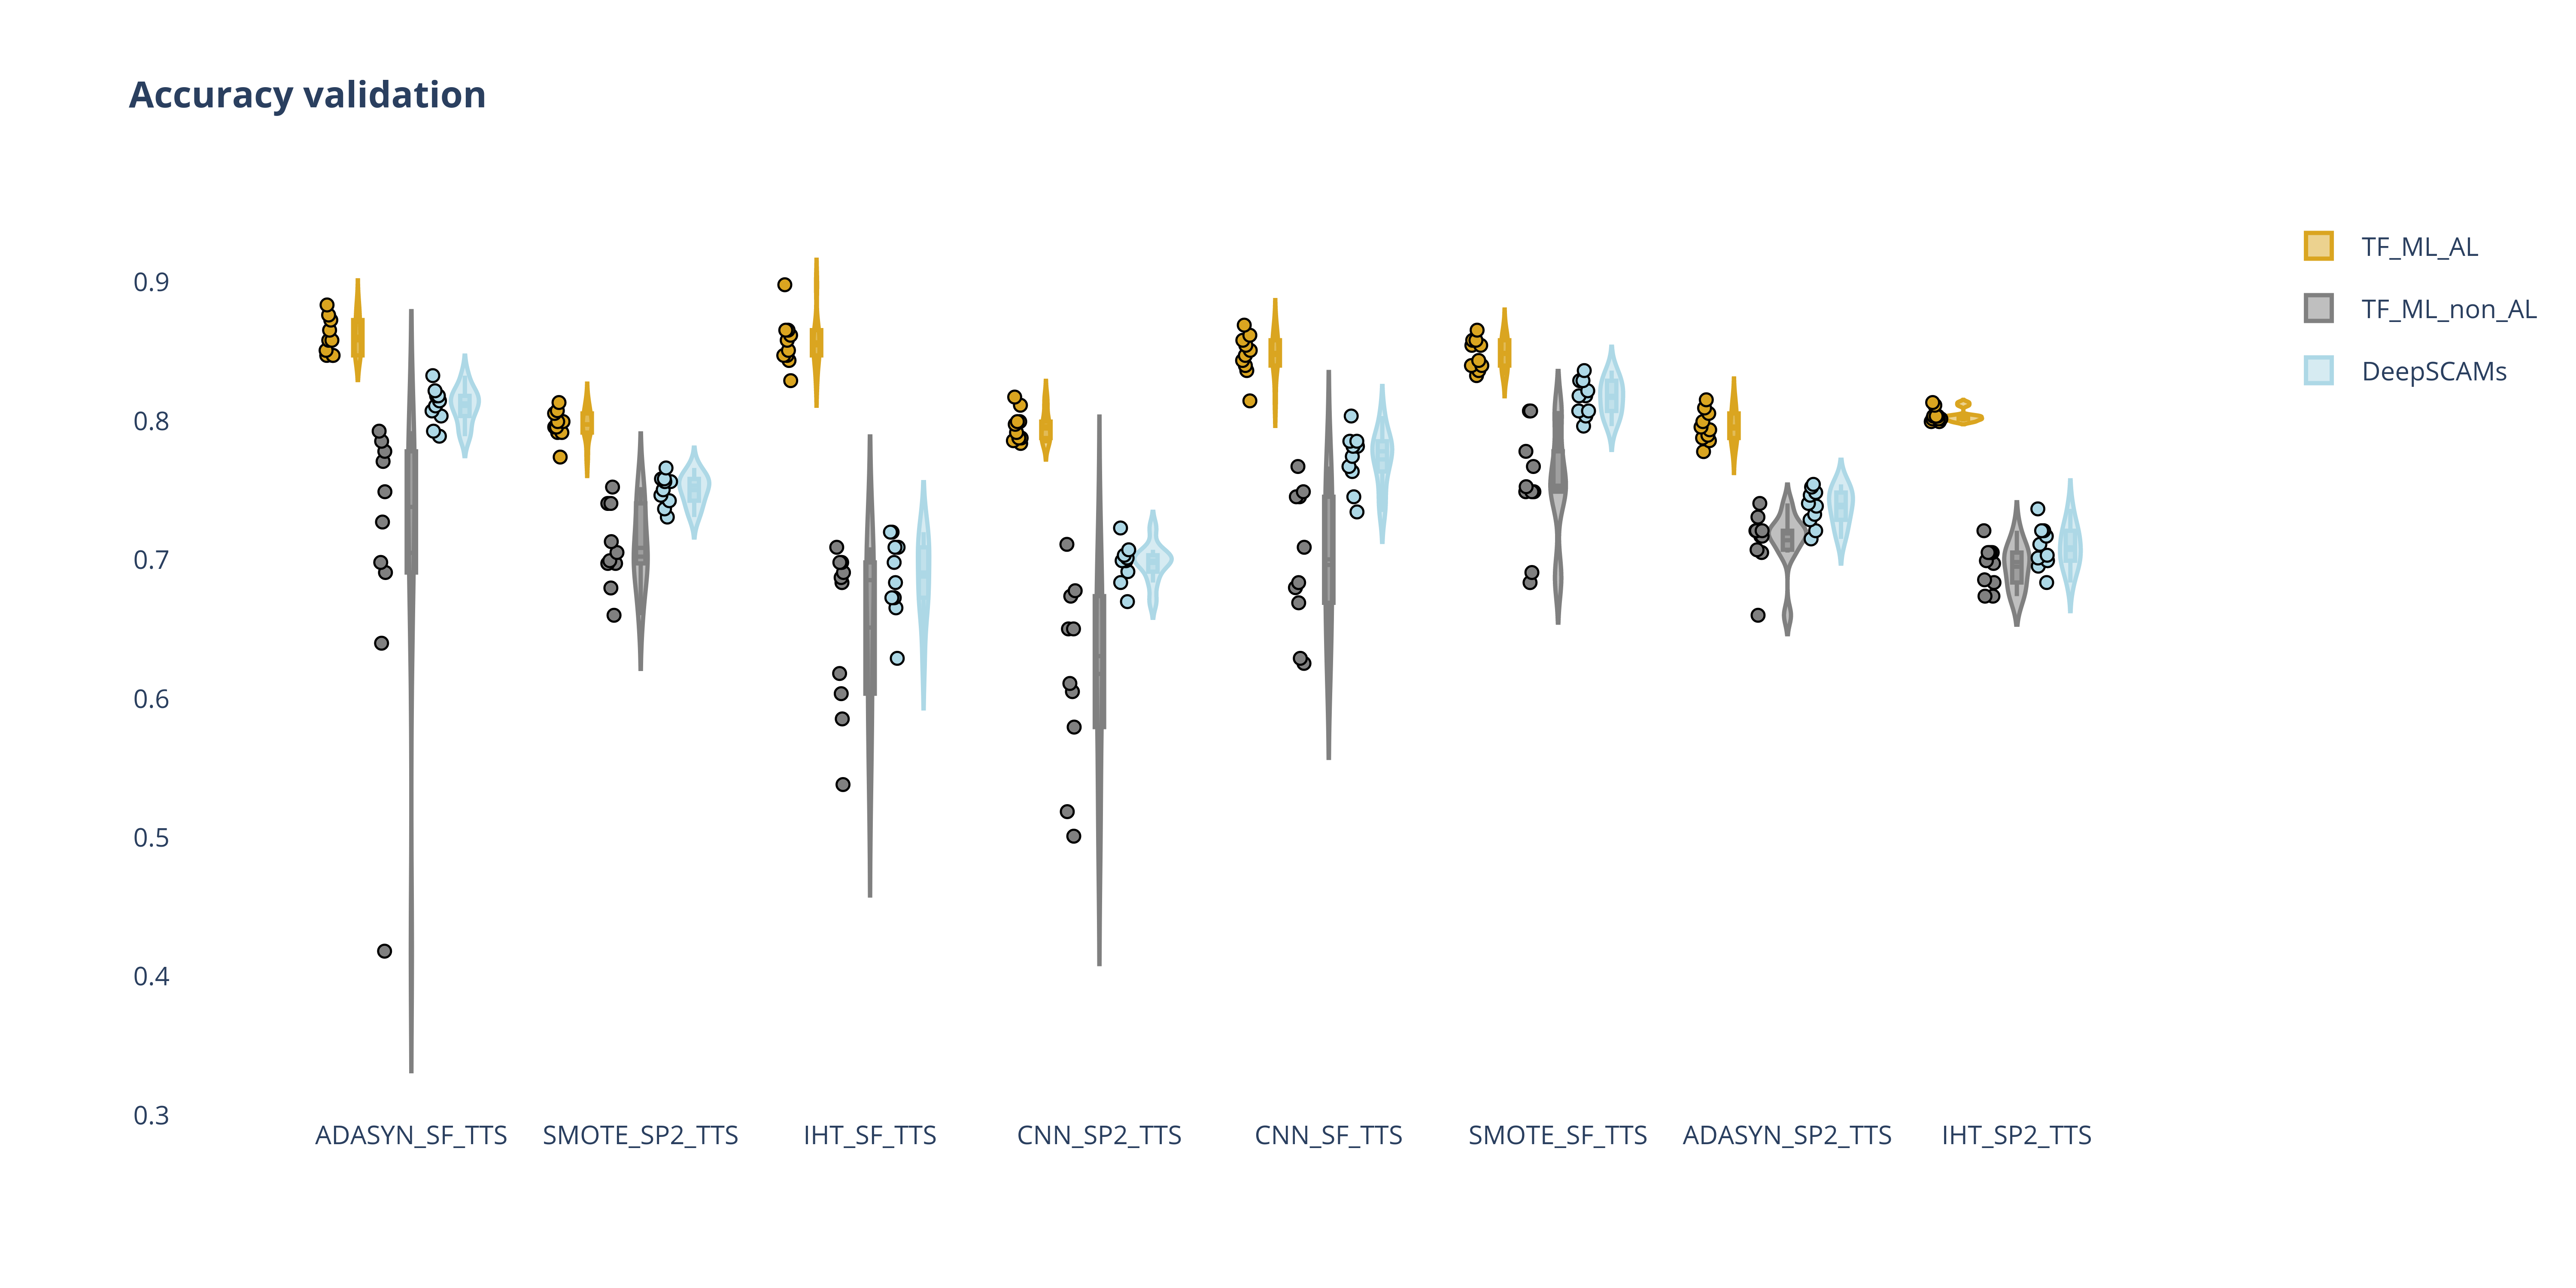 Accuracy validation
0.9
0.8
0.7
0.6
0.5
0.4
0.3
ADASYN_SF_TTS
SMOTE_SP2_TTS
IHT_SF_TTS
CNN_SP2_TTS
CNN_SF_TTS
SMOTE_SF_TTS
ADASYN_SP2_TTS
IHT_SP2_TTS
TF_ML_AL
TF_ML_non_AL
DeepSCAMs